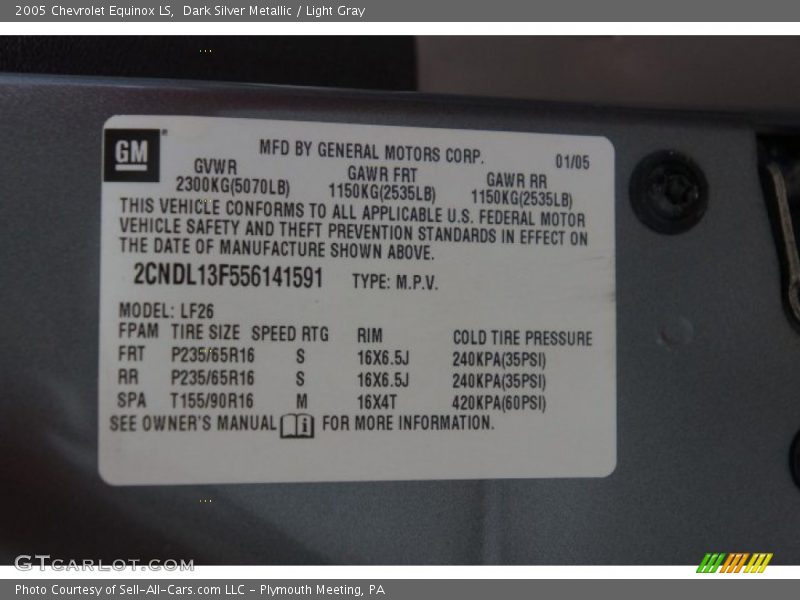 2005 Chevrolet Equinox LS,  Dark Silver Metallic / Light Gray
GM
MFD BY GENERAL MOTORS CORP. 01/05
GVWR GAWR FRT GAWR RR
2300KG(5070LB) 1150KG(2535LB) 1150KG(2535LB)
THIS VEHICLE CONFORMS TO ALL APPLICABLE U.S. FEDERAL MOTOR
VEHICLE SAFETY AND THEFT PREVENTION STANDARDS IN EFFECT ON
THE DATE OF MANUFACTURE SHOWN ABOVE.
2CNDL13F556141591 TYPE: M.P.V.
MODEL: LF26
FPAM TIRE SIZE SPEED RTG RIM COLD TIRE PRESSURE
FRT P235/65R16 S 16X6.5J 240KPA(35PSI)
RR P235/65R16 S 16X6.5J 240KPA(35PSI)
SPA T155/90R16 M 16X4T 420KPA(60PSI)
SEE OWNER'S MANUAL i FOR MORE INFORMATION.
GTCARLOT.COM
Photo Courtesy of Sell-All-Cars.com LLC - Plymouth Meeting, PA